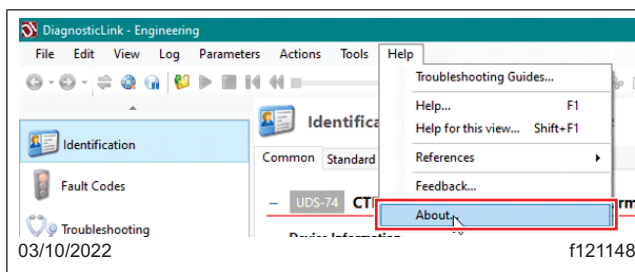 DiagnosticLink - Engineering
File Edit View Log Parameters Actions Tools Help
Troubleshooting Guides...
Help... F1
Help for this view... Shift+F1
References
Feedback...
About...
Identification
Fault Codes
Troubleshooting
Identifica
Common Standard
UDS-74 CT
03/10/2022 f121148